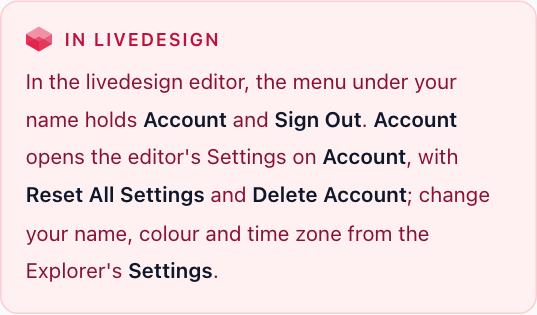 IN LIVEDESIGN
In the livedesign editor, the menu under your
name holds Account and Sign Out. Account
opens the editor's Settings on Account, with
Reset All Settings and Delete Account; change
your name, colour and time zone from the
Explorer's Settings.